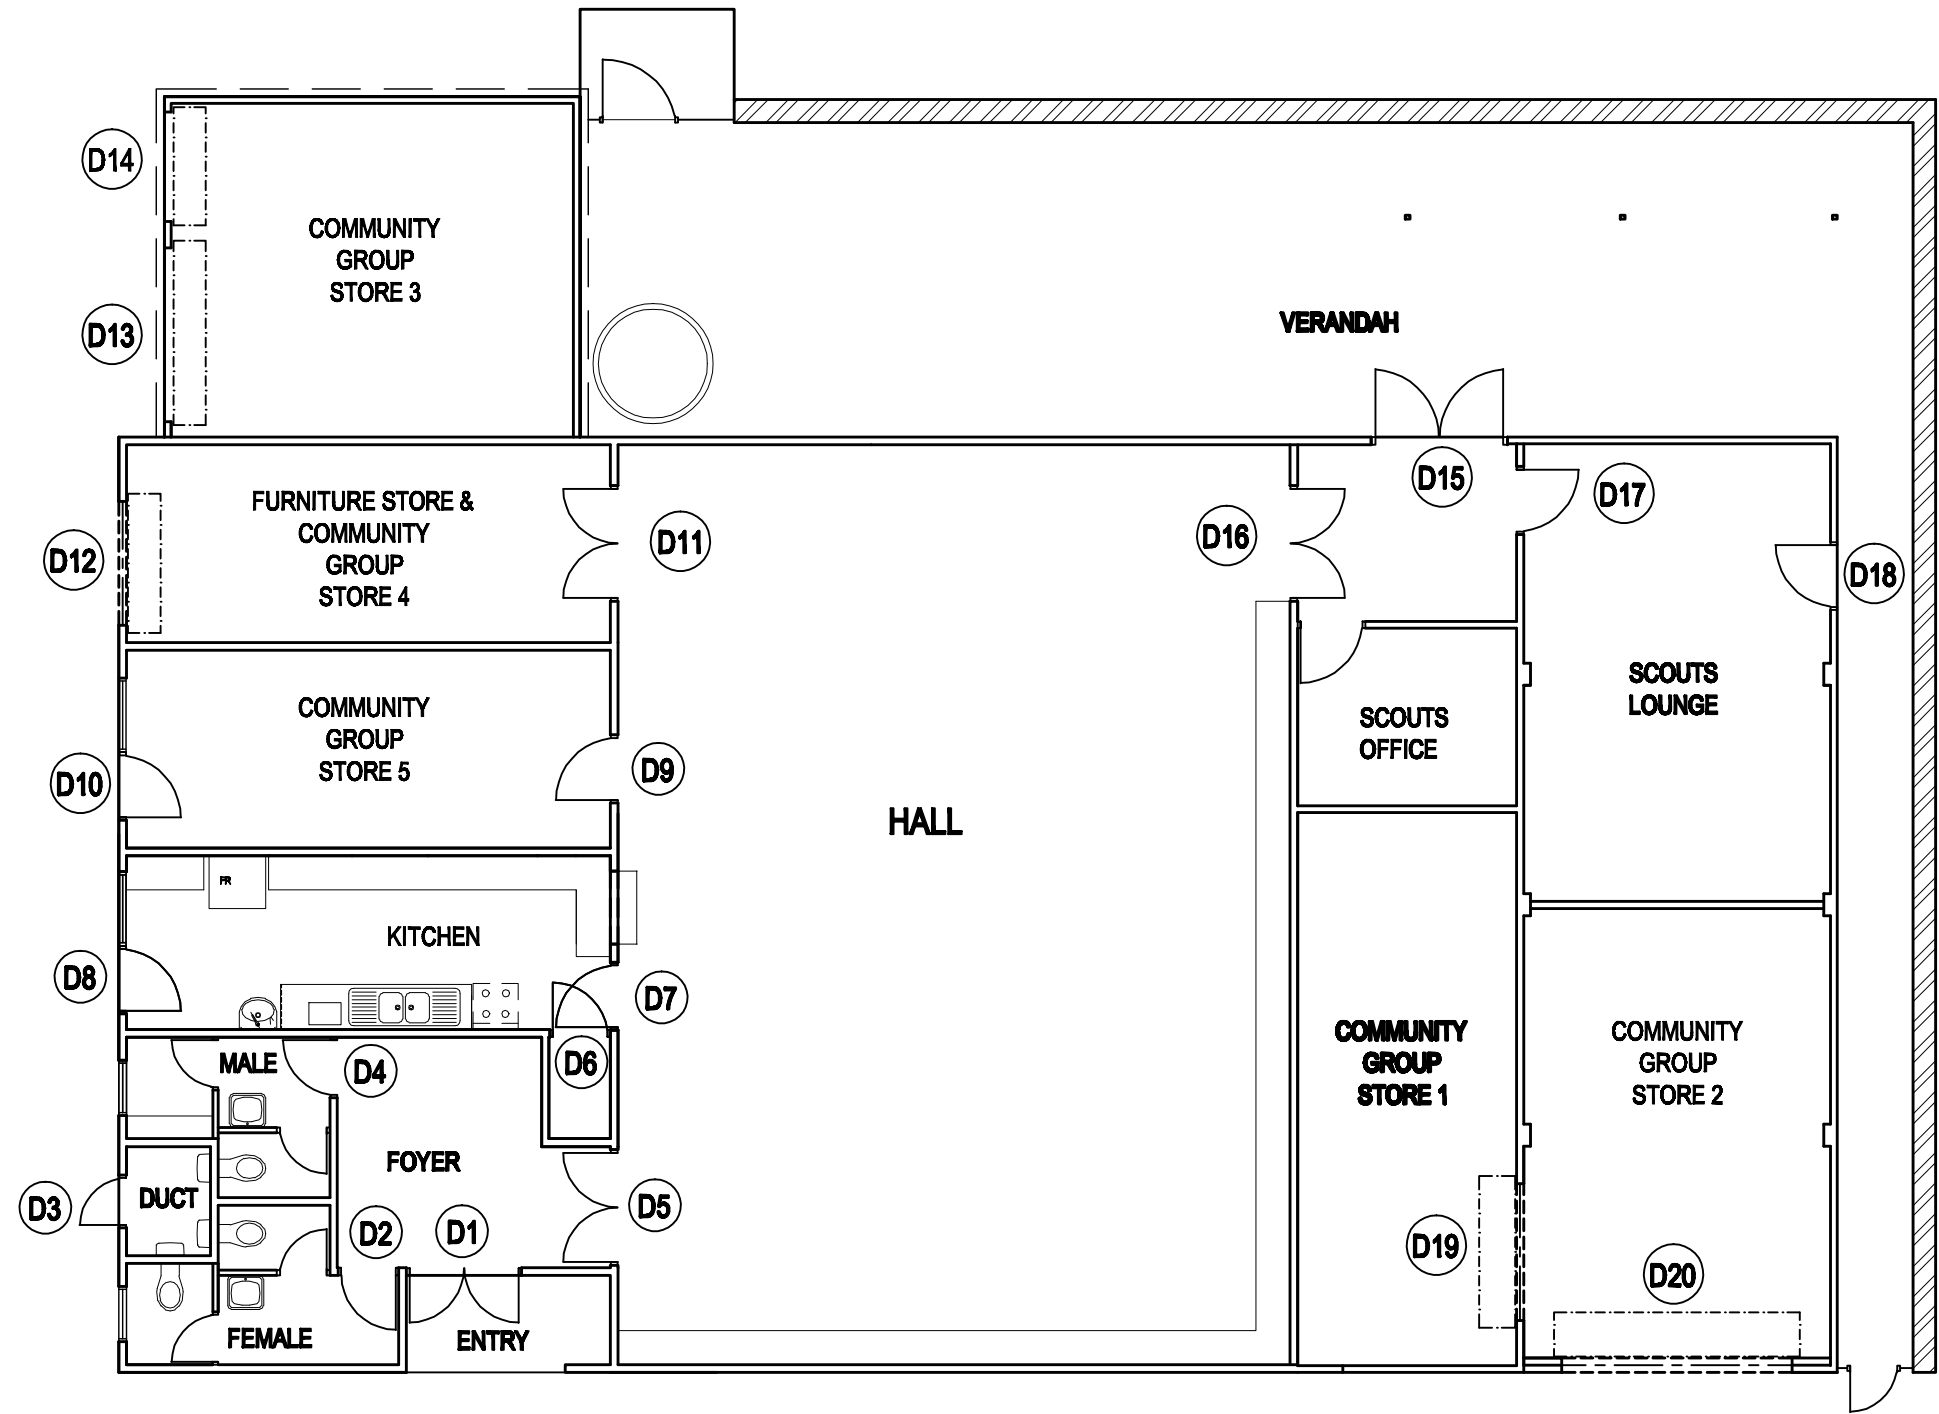 D14
COMMUNITY
GROUP
STORE 3
D13
VERANDAH
FURNITURE STORE &
COMMUNITY
GROUP
STORE 4
D12
D11
D16
D15
D17
D18
COMMUNITY
GROUP
STORE 5
D10
D9
HALL
SCOUTS
OFFICE
SCOUTS
LOUNGE
FR
KITCHEN
D8
D7
D6
MALE
D4
FOYER
DUCT
D3
D2
D1
D5
FEMALE
ENTRY
COMMUNITY
GROUP
STORE 1
COMMUNITY
GROUP
STORE 2
D19
D20